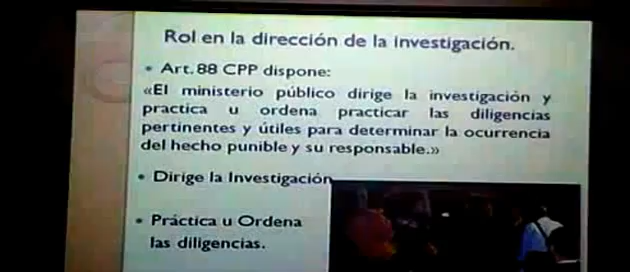 Rol en la dirección de la investigación.
• Art. 88 CPP dispone:
«El ministerio público dirige la investigación y
practica u ordena practicar las diligencias
pertinentes y útiles para determinar la ocurrencia
del hecho punible y su responsable.»
• Dirige la Investigación
• Práctica u Ordena
las diligencias.